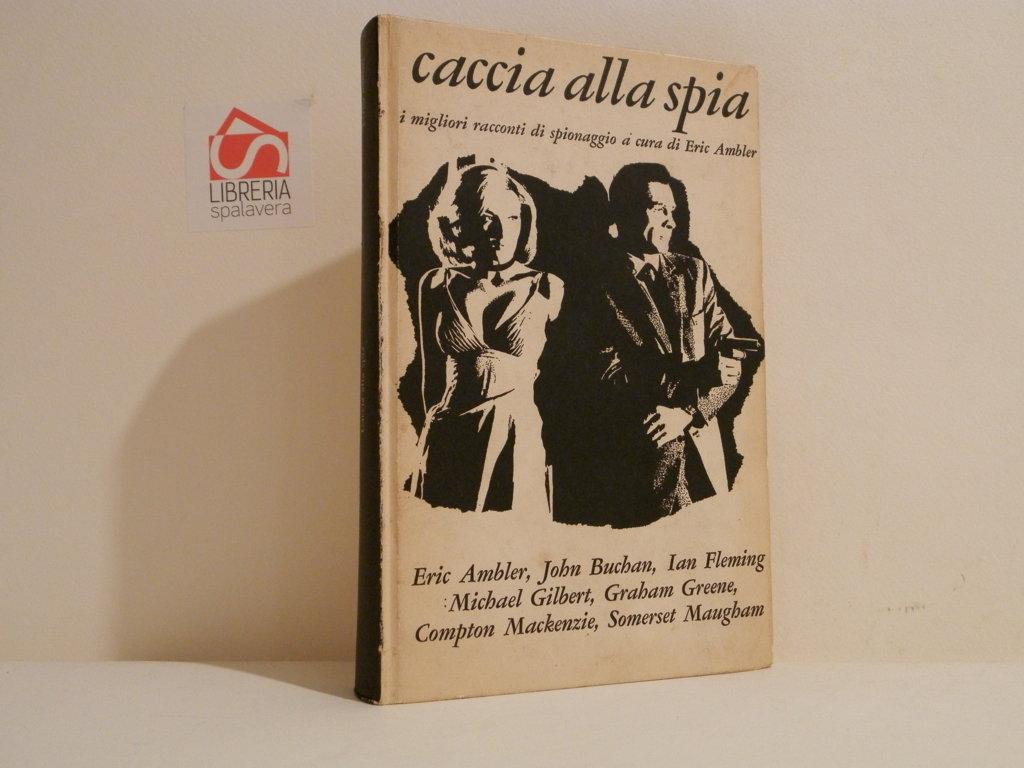 caccia alla spia
i migliori racconti di spionaggio a cura di Eric Ambler
LIBRERIA
spalavera
Eric Ambler, John Buchan, Ian Fleming
Michael Gilbert, Graham Greene,
Compton Mackenzie, Somerset Maugham